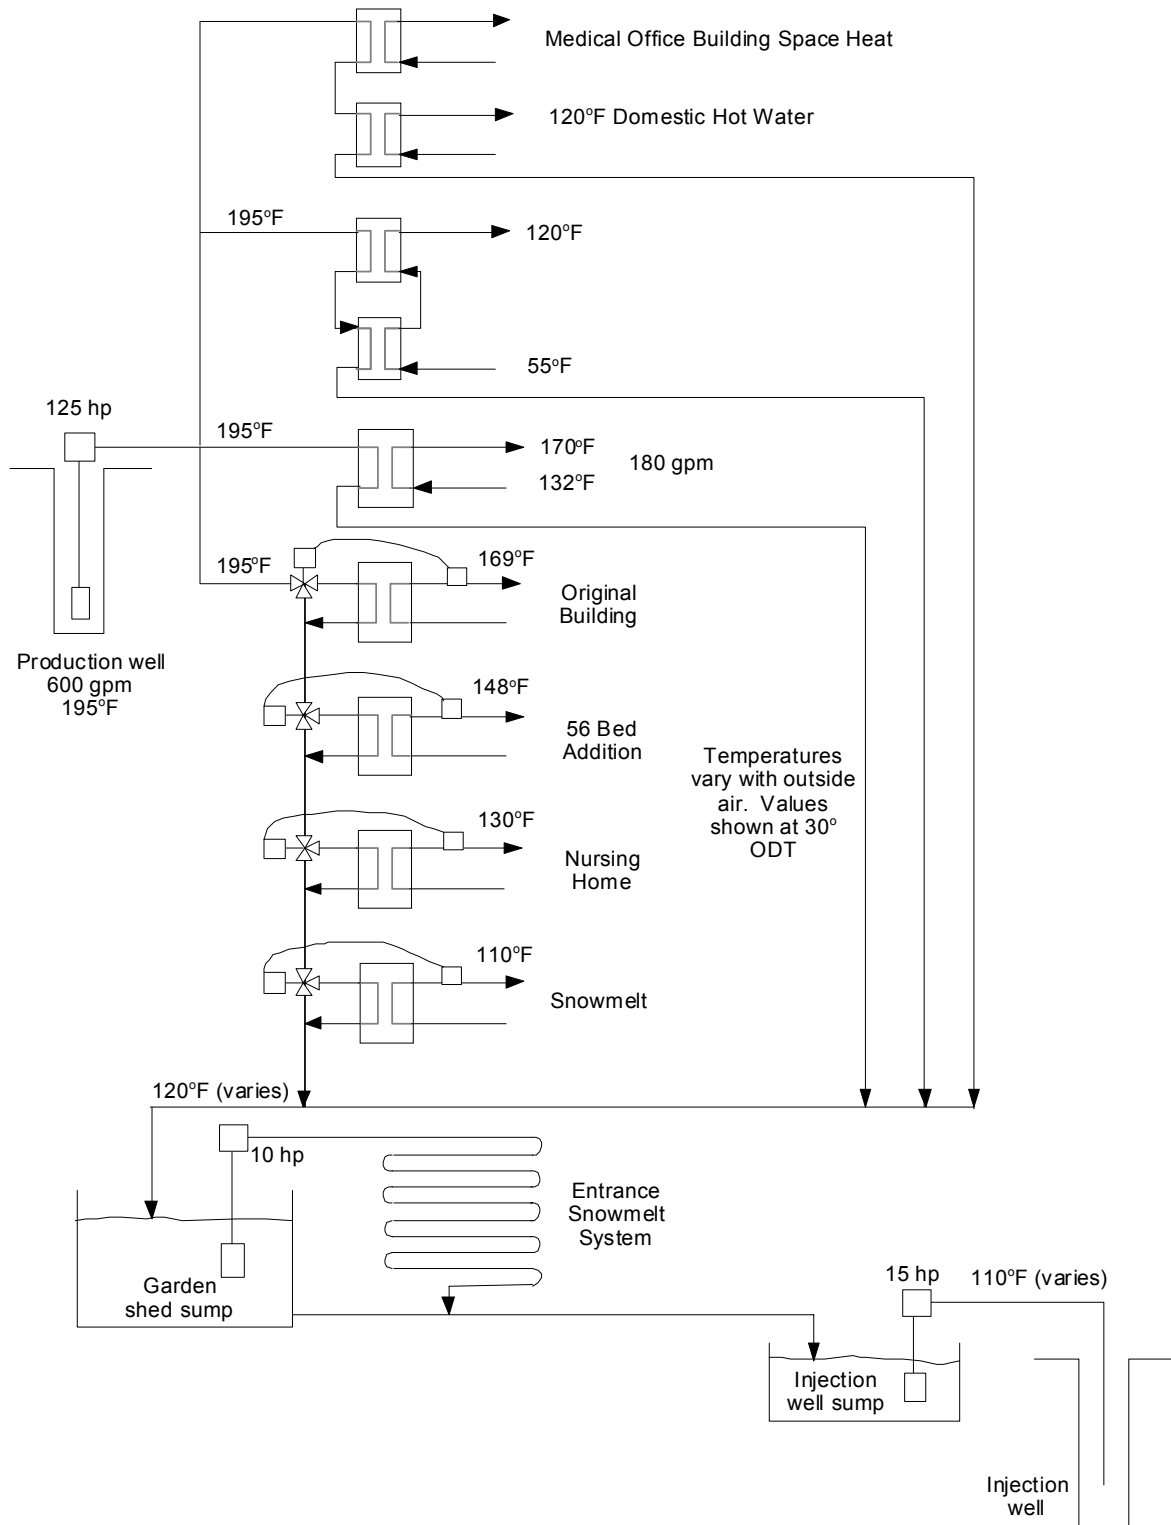 Medical Office Building Space Heat
120°F Domestic Hot Water
195°F
120°F
55°F
125 hp
195°F
170°F
180 gpm
132°F
195°F
169°F
Original
Building
Production well
600 gpm
195°F
148°F
56 Bed
Addition
Temperatures
vary with outside
air. Values
shown at 30°
ODT
130°F
Nursing
Home
110°F
Snowmelt
120°F (varies)
10 hp
Entrance
Snowmelt
System
Garden
shed sump
15 hp
110°F (varies)
Injection
well sump
Injection
well